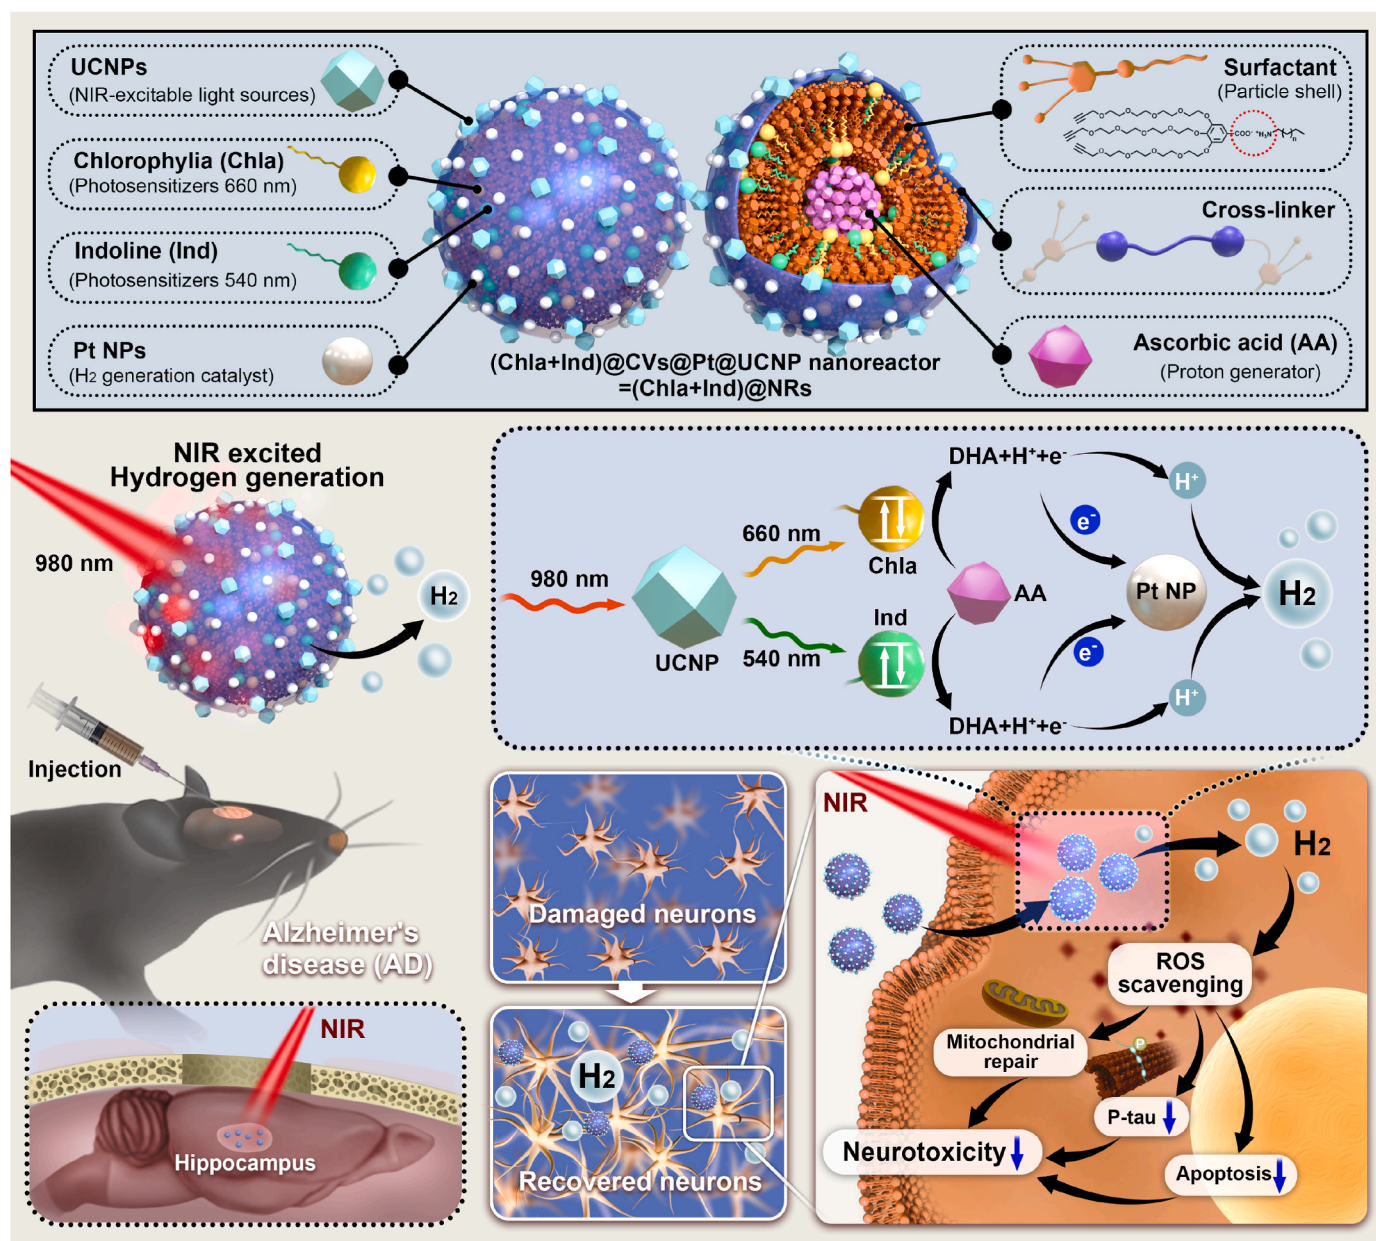 UCNPs
(NIR-excitable light sources)
Chlorophylla (Chla)
(Photosensitizers 660 nm)
Indoline (Ind)
(Photosensitizers 540 nm)
Pt NPs
(H2 generation catalyst)
(Chla+Ind)@CVs@Pt@UCNP nanoreactor
=(Chla+Ind)@NRs
Surfactant
(Particle shell)
O O O O
O O O O COO- +H3N n
O O O O
Cross-linker
Ascorbic acid (AA)
(Proton generator)
NIR excited
Hydrogen generation
980 nm
H2
980 nm
UCNP
660 nm
540 nm
Chla
Ind
AA
DHA+H++e-
DHA+H++e-
e-
e-
Pt NP
H+
H+
H2
Injection
Alzheimer's
disease (AD)
NIR
Hippocampus
Damaged neurons
H2
Recovered neurons
NIR
H2
ROS
scavenging
Mitochondrial
repair
P
P-tau
Neurotoxicity
Apoptosis